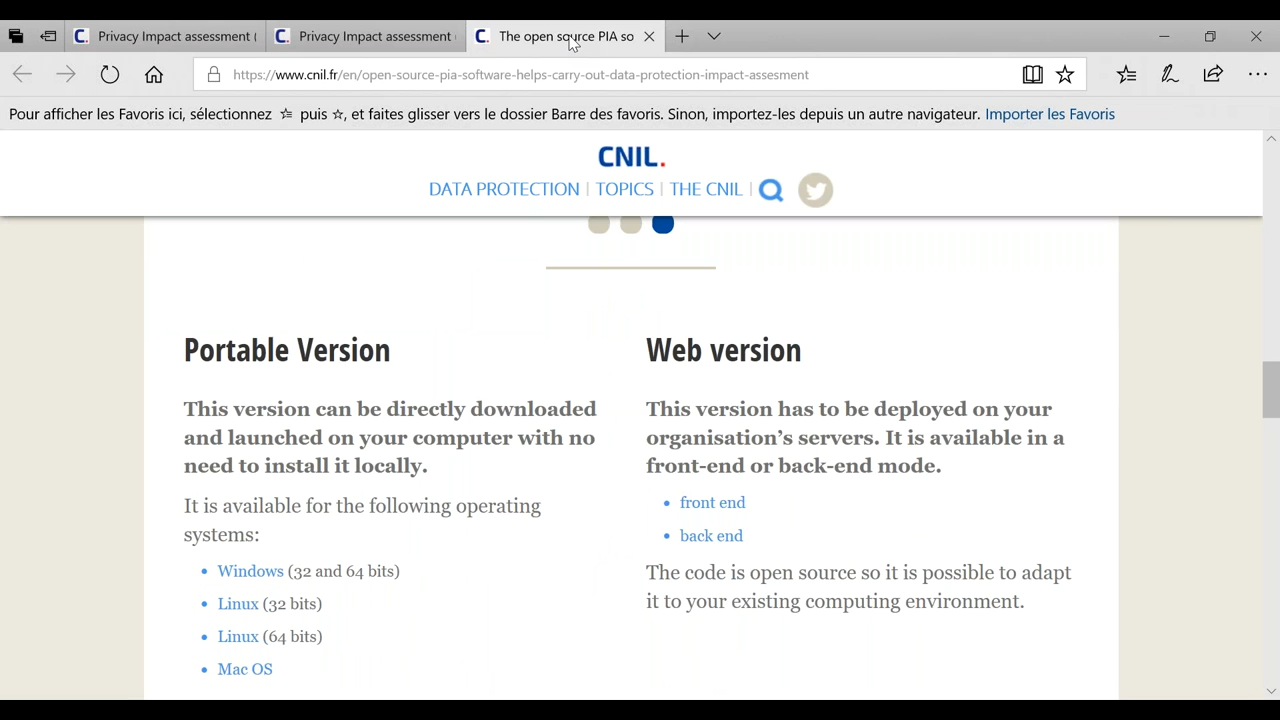 Privacy Impact assessment (
Privacy Impact assessment
The open source PIA so
https://www.cnil.fr/en/open-source-pia-software-helps-carry-out-data-protection-impact-assesment
Pour afficher les Favoris ici, sélectionnez ☆ puis ☆, et faites glisser vers le dossier Barre des favoris. Sinon, importez-les depuis un autre navigateur. Importer les Favoris
CNIL.
DATA PROTECTION | TOPICS | THE CNIL |
Portable Version
This version can be directly downloaded
and launched on your computer with no
need to install it locally.
It is available for the following operating
systems:
• Windows (32 and 64 bits)
• Linux (32 bits)
• Linux (64 bits)
• Mac OS
Web version
This version has to be deployed on your
organisation’s servers. It is available in a
front-end or back-end mode.
• front end
• back end
The code is open source so it is possible to adapt
it to your existing computing environment.